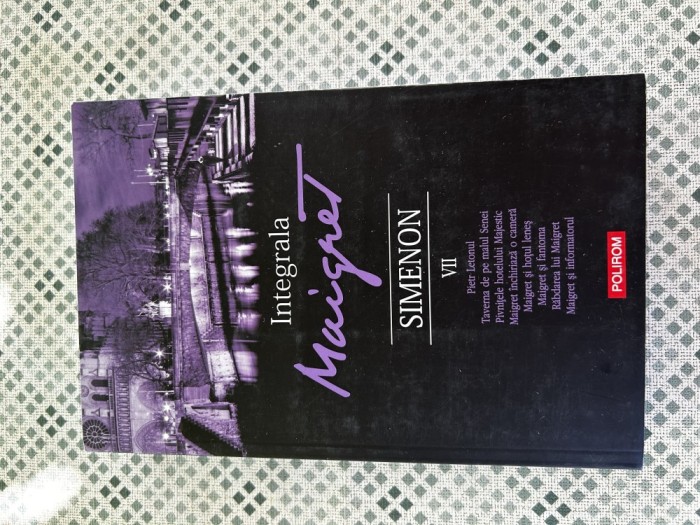 Integrala
Maigret
SIMENON
VII
Pietr Letonul
Taverna de pe malul Senei
Pivnițele hotelului Majestic
Maigret închiriază o cameră
Maigret și hoțul leneș
Maigret și fantoma
Răbdarea lui Maigret
Maigret și informatorul
POLIROM